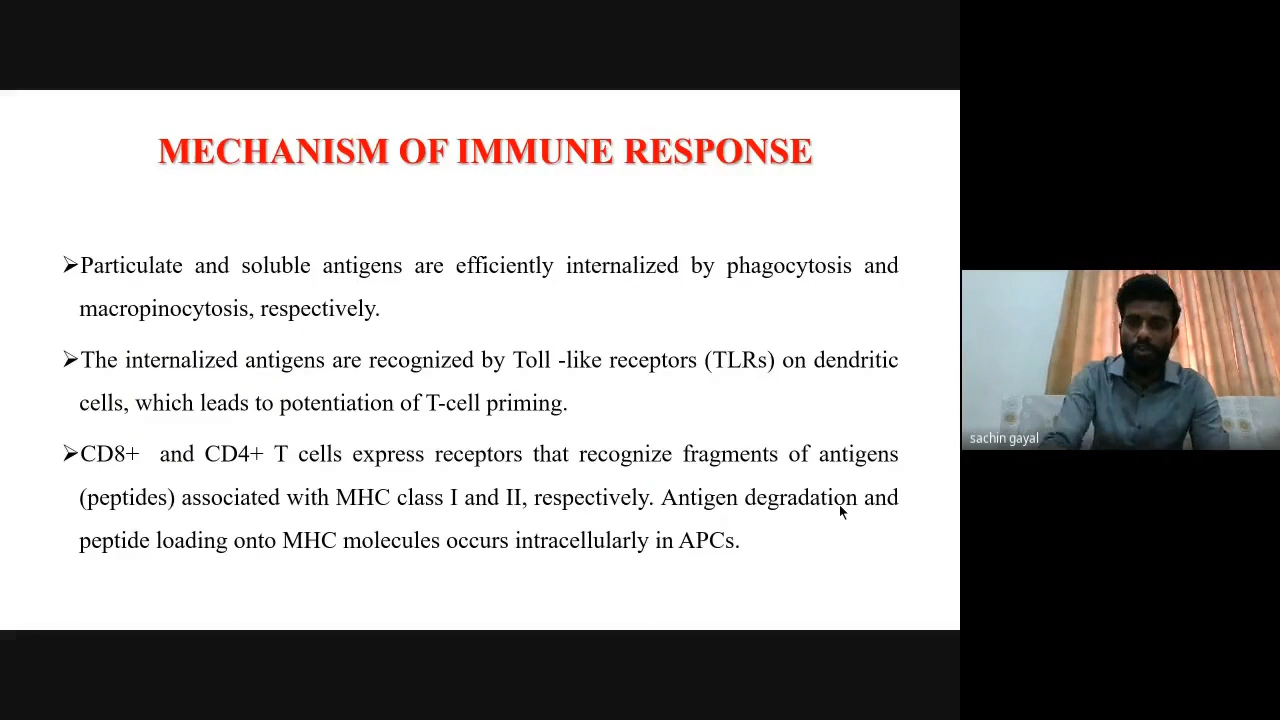 MECHANISM OF IMMUNE RESPONSE
➢Particulate and soluble antigens are efficiently internalized by phagocytosis and
macropinocytosis, respectively.
➢The internalized antigens are recognized by Toll -like receptors (TLRs) on dendritic
cells, which leads to potentiation of T-cell priming.
➢CD8+ and CD4+ T cells express receptors that recognize fragments of antigens
(peptides) associated with MHC class I and II, respectively. Antigen degradation and
peptide loading onto MHC molecules occurs intracellularly in APCs.
sachin gayal